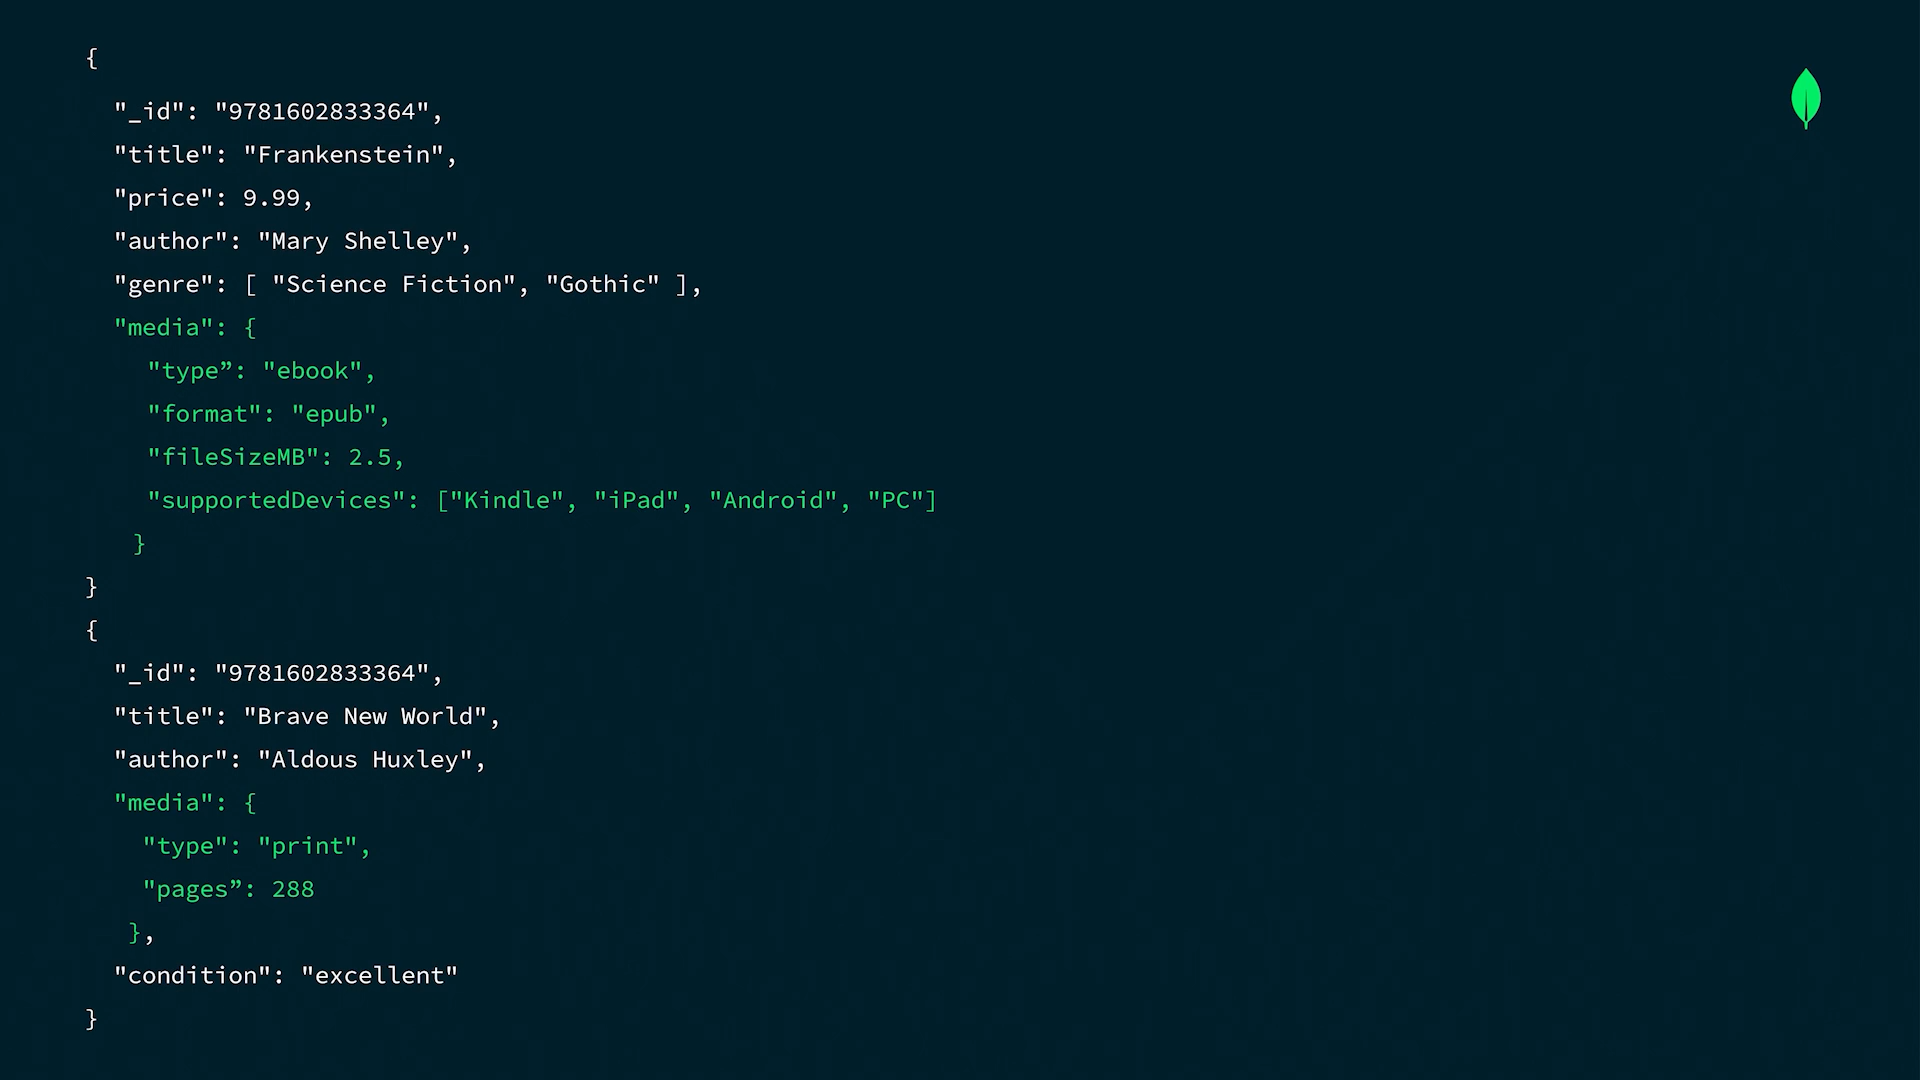 {
"_id": "9781602833364",
"title": "Frankenstein",
"price": 9.99,
"author": "Mary Shelley",
"genre": [ "Science Fiction", "Gothic" ],
"media": {
"type”: "ebook",
"format": "epub",
"fileSizeMB": 2.5,
"supportedDevices": ["Kindle", "iPad", "Android", "PC"]
}
}
{
"_id": "9781602833364",
"title": "Brave New World",
"author": "Aldous Huxley",
"media": {
"type": "print",
"pages”: 288
},
"condition": "excellent"
}